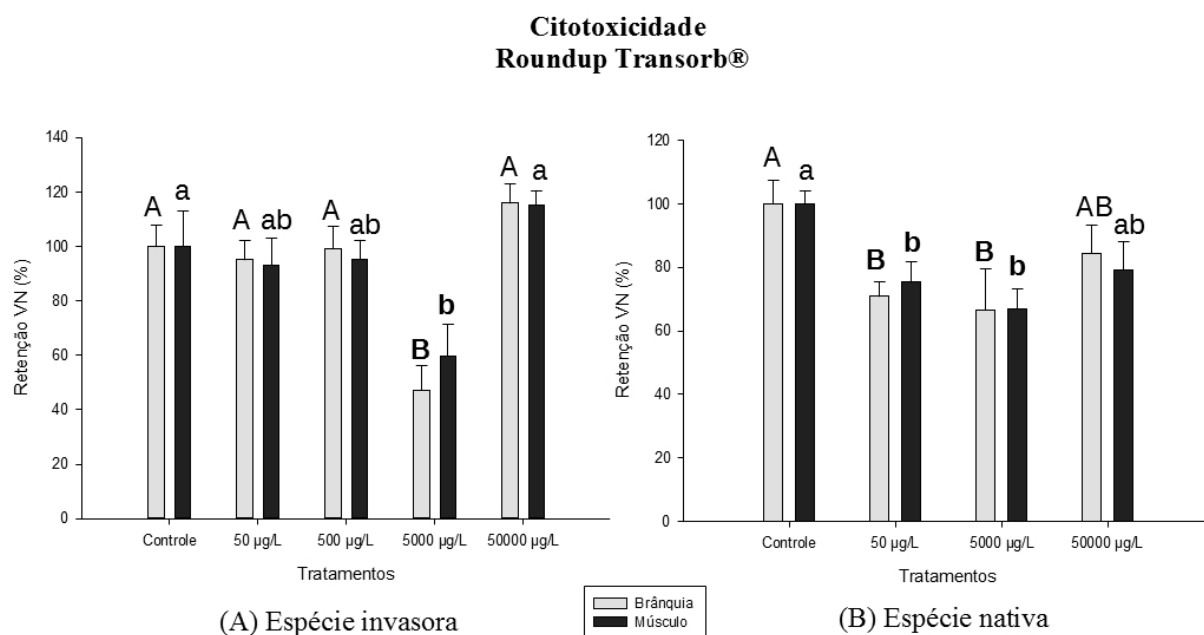 Citotoxicidade
Roundup Transorb®
140
120
100
80
60
40
20
0
Retenção VN (%)
A
a
A
ab
A
ab
B
b
A
a
Controle
50 µg/L
500 µg/L
5000 µg/L
50000 µg/L
Tratamentos
(A) Espécie invasora
120
100
80
60
40
20
0
Retenção VN (%)
A
a
B
b
B
b
AB
ab
Controle
50 µg/L
5000 µg/L
50000 µg/L
Tratamentos
(B) Espécie nativa
Brânquia
Músculo